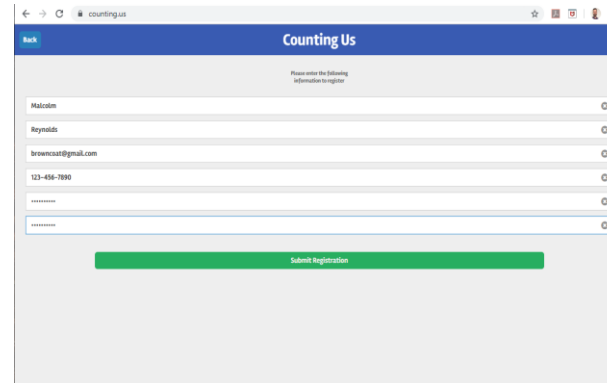 counting.us
Back
Counting Us
Please enter the following
information to register
Malcolm
Reynolds
browncoat@gmail.com
123-456-7890
••••••••••
••••••••••
Submit Registration